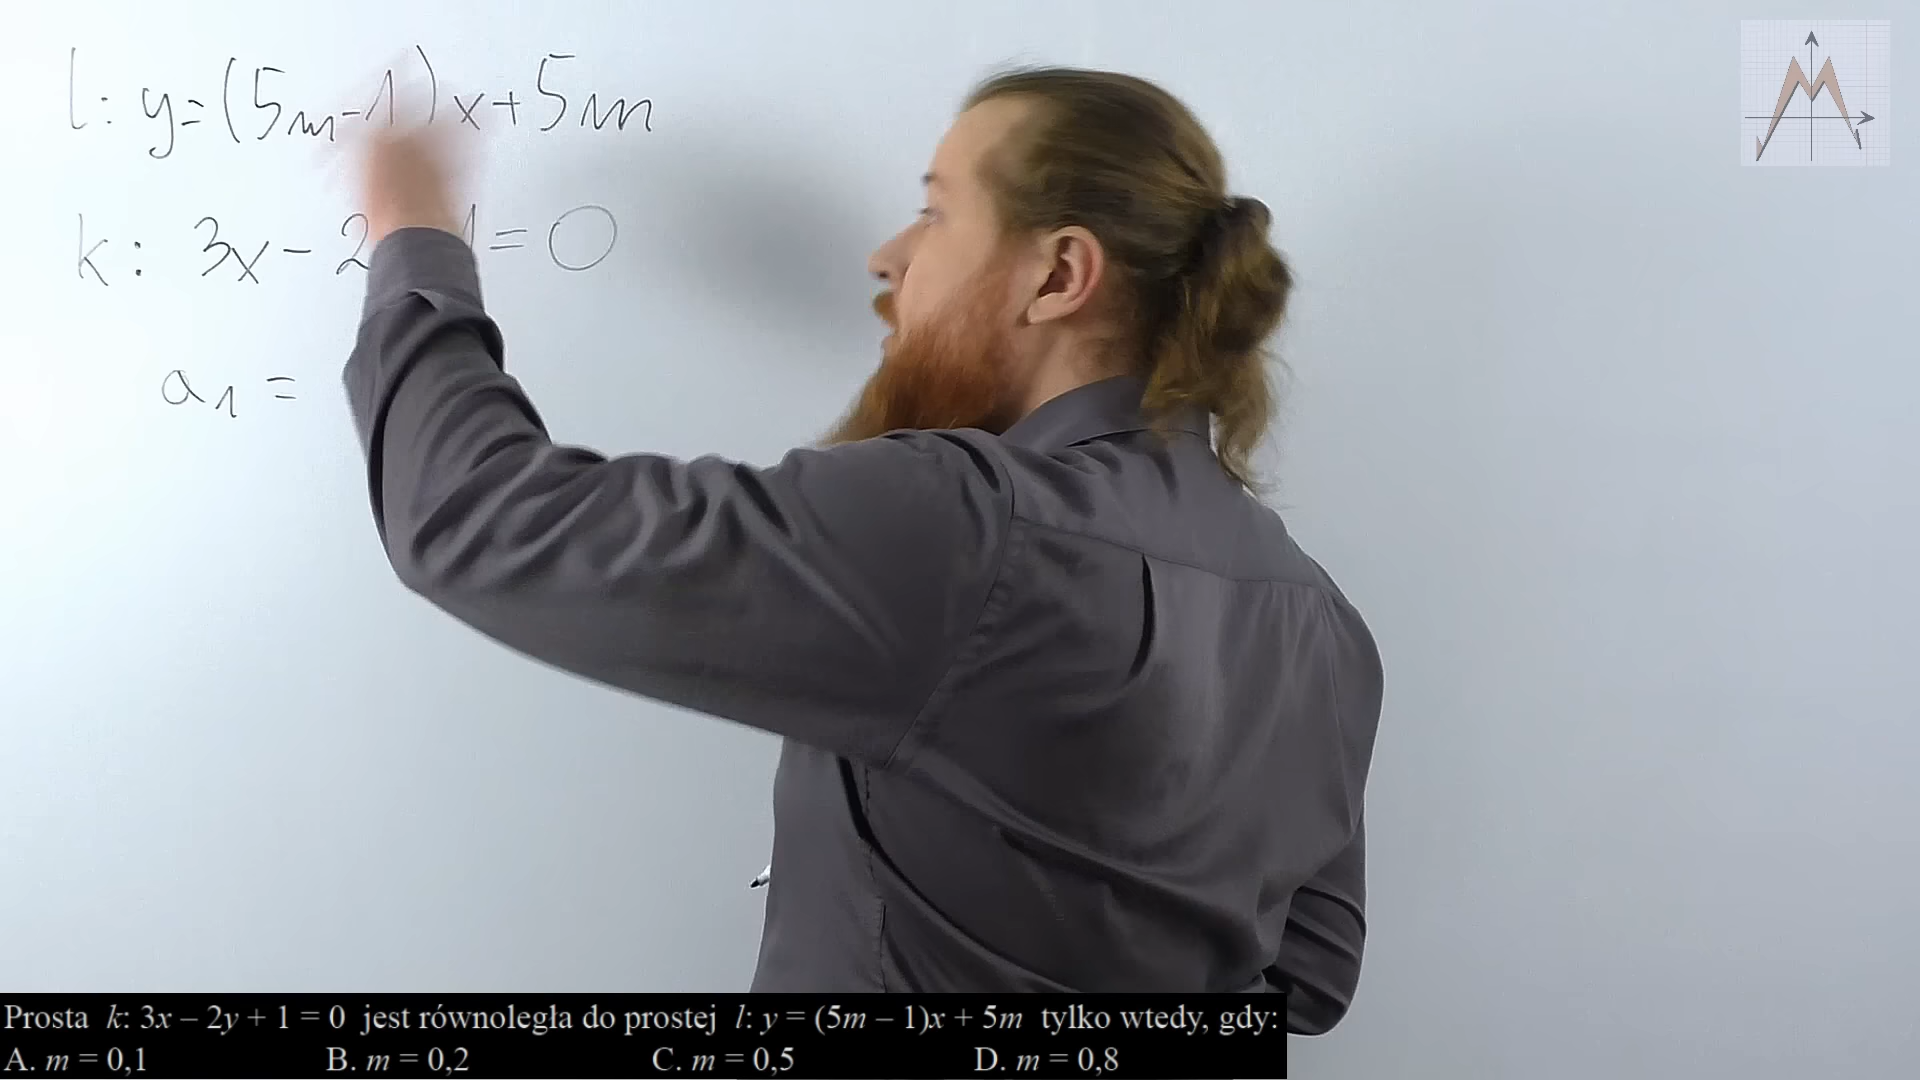 l: y=(5m-1)x+5m
k: 3x-2 1=0
a₁=
Prosta k: 3x – 2y + 1 = 0 jest równoległa do prostej l: y = (5m – 1)x + 5m tylko wtedy, gdy:
A. m = 0,1 B. m = 0,2 C. m = 0,5 D. m = 0,8